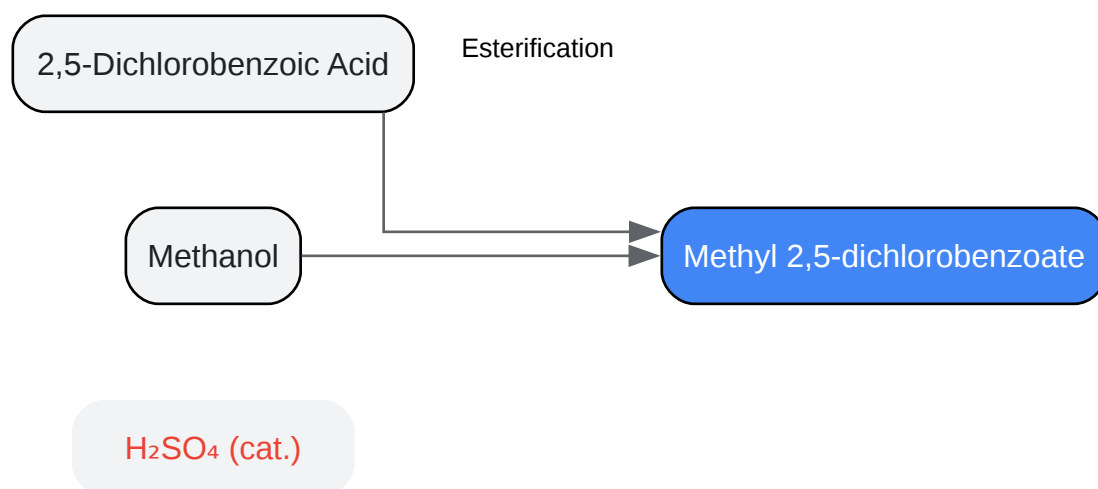 2,5-Dichlorobenzoic Acid
Esterification
Methanol
Methyl 2,5-dichlorobenzoate
H₂SO₄ (cat.)